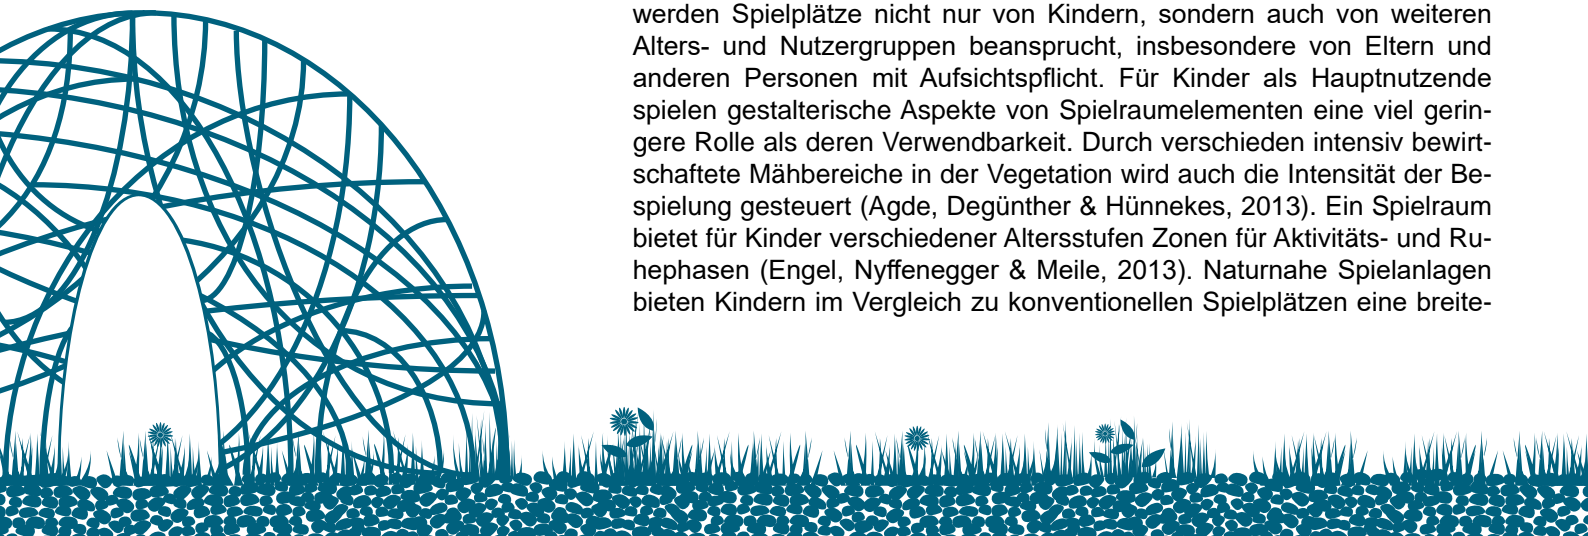 werden Spielplätze nicht nur von Kindern, sondern auch von weiteren
Alters- und Nutzergruppen beansprucht, insbesondere von Eltern und
anderen Personen mit Aufsichtspflicht. Für Kinder als Hauptnutzende
spielen gestalterische Aspekte von Spielraumelementen eine viel gerin-
gere Rolle als deren Verwendbarkeit. Durch verschieden intensiv bewirt-
schaftete Mähbereiche in der Vegetation wird auch die Intensität der Be-
spielung gesteuert (Agde, Degünther & Hünnekes, 2013). Ein Spielraum
bietet für Kinder verschiedener Altersstufen Zonen für Aktivitäts- und Ru-
hephasen (Engel, Nyffenegger & Meile, 2013). Naturnahe Spielanlagen
bieten Kindern im Vergleich zu konventionellen Spielplätzen eine breite-